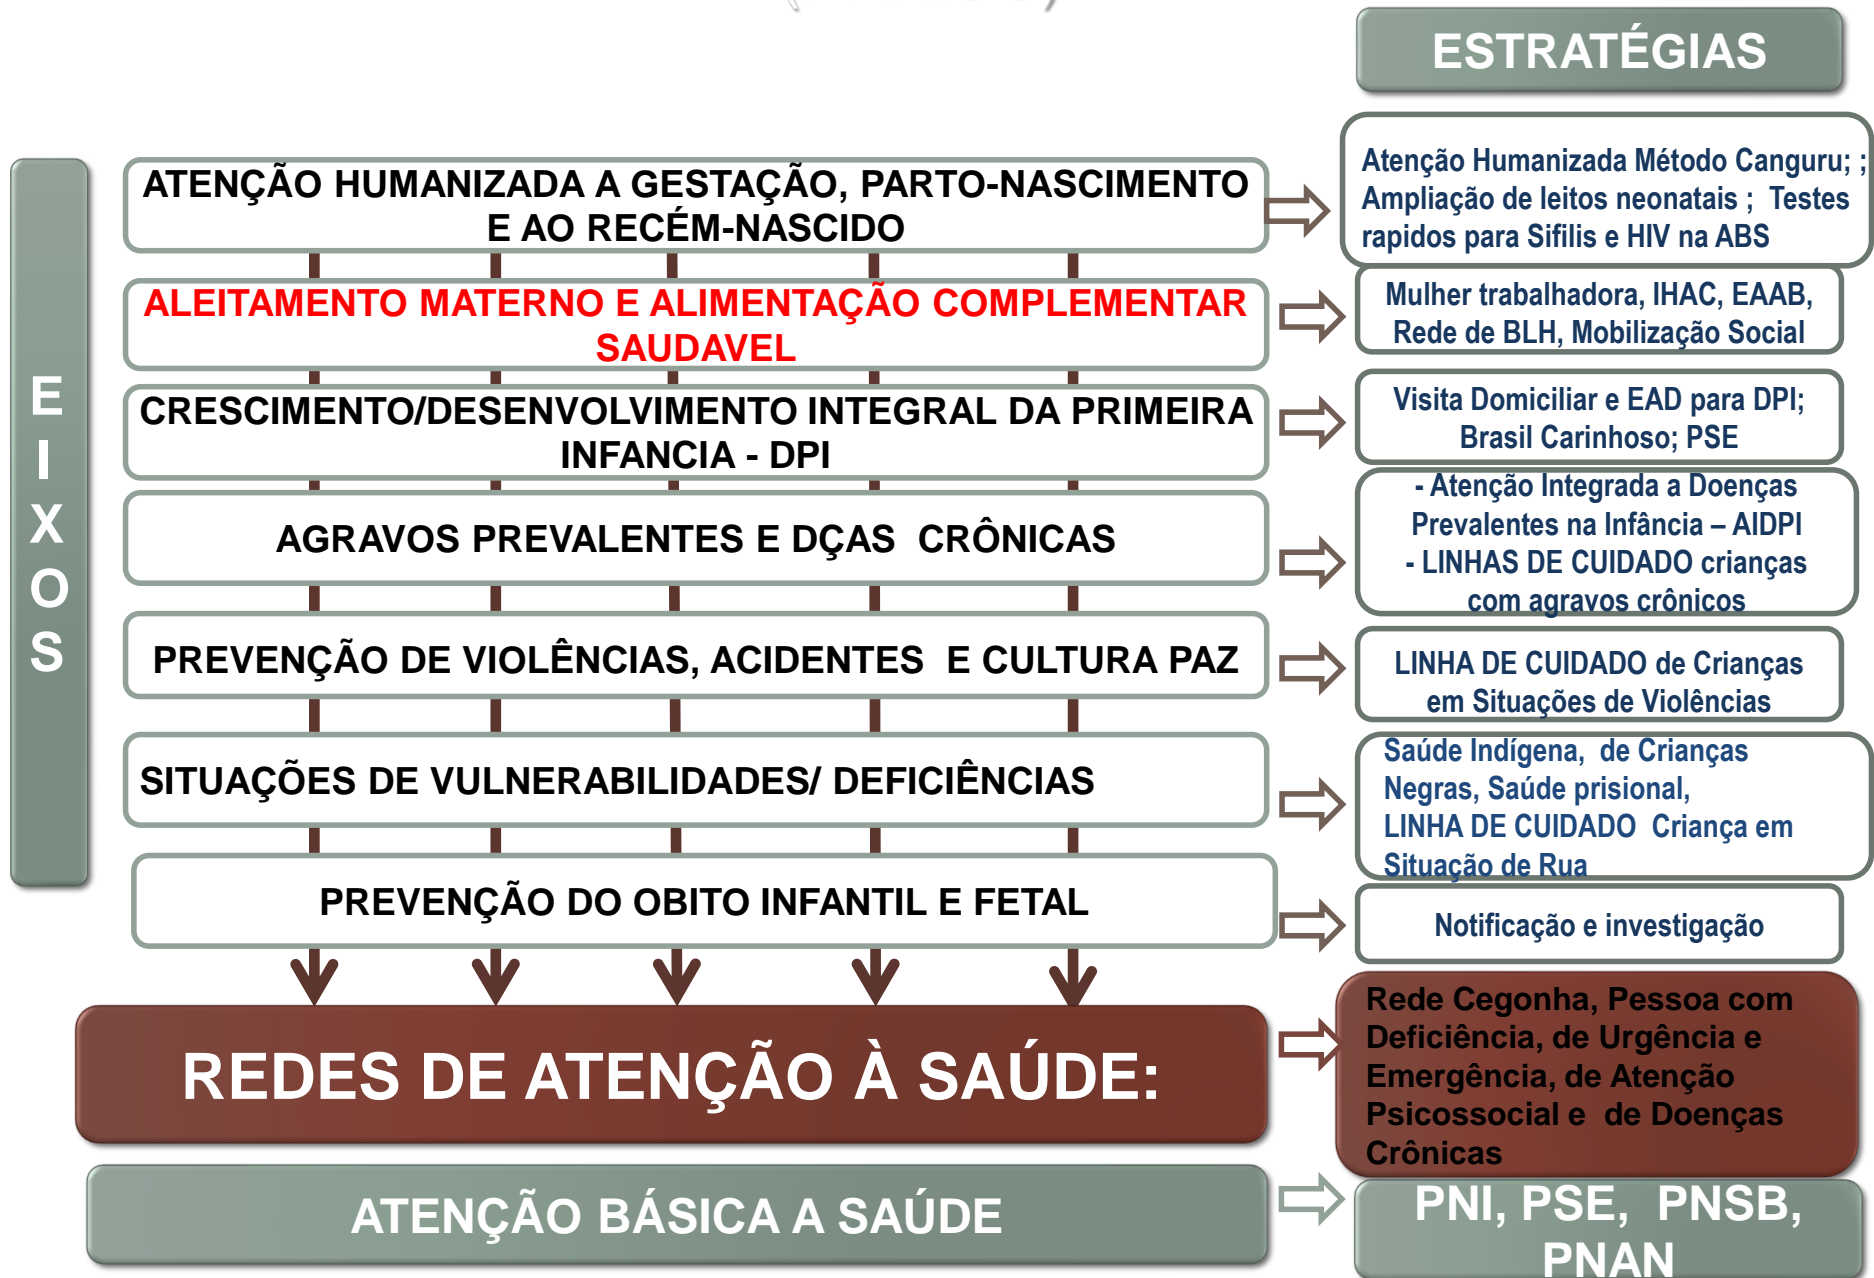 ESTRATÉGIAS
E
I
X
O
S
ATENÇÃO HUMANIZADA A GESTAÇÃO, PARTO-NASCIMENTO
E AO RECÉM-NASCIDO
Atenção Humanizada Método Canguru; ;
Ampliação de leitos neonatais ; Testes
rapidos para Sifilis e HIV na ABS
ALEITAMENTO MATERNO E ALIMENTAÇÃO COMPLEMENTAR
SAUDAVEL
Mulher trabalhadora, IHAC, EAAB,
Rede de BLH, Mobilização Social
CRESCIMENTO/DESENVOLVIMENTO INTEGRAL DA PRIMEIRA
INFANCIA - DPI
Visita Domiciliar e EAD para DPI;
Brasil Carinhoso; PSE
AGRAVOS PREVALENTES E DÇAS CRÔNICAS
- Atenção Integrada a Doenças
Prevalentes na Infância – AIDPI
- LINHAS DE CUIDADO crianças
com agravos crônicos
PREVENÇÃO DE VIOLÊNCIAS, ACIDENTES E CULTURA PAZ
LINHA DE CUIDADO de Crianças
em Situações de Violências
SITUAÇÕES DE VULNERABILIDADES/ DEFICIÊNCIAS
Saúde Indígena, de Crianças
Negras, Saúde prisional,
LINHA DE CUIDADO Criança em
Situação de Rua
PREVENÇÃO DO OBITO INFANTIL E FETAL
Notificação e investigação
REDES DE ATENÇÃO À SAÚDE:
Rede Cegonha, Pessoa com
Deficiência, de Urgência e
Emergência, de Atenção
Psicossocial e de Doenças
Crônicas
ATENÇÃO BÁSICA A SAÚDE
PNI, PSE, PNSB,
PNAN